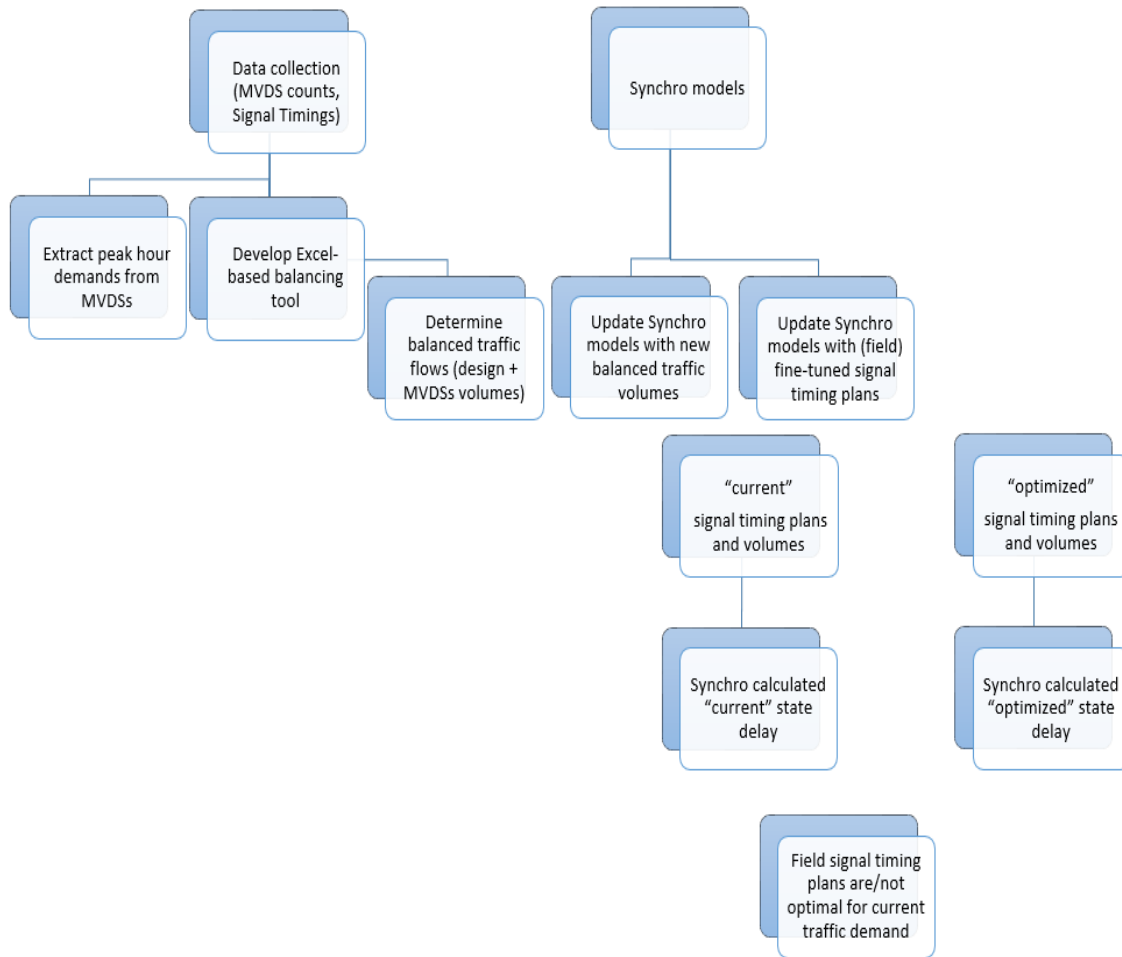 Data collection
(MVDS counts,
Signal Timings)
Synchro models
Extract peak hour
demands from
MVDSs
Develop Excel-
based balancing
tool
Determine
balanced traffic
flows (design +
MVDSs volumes)
Update Synchro
models with new
balanced traffic
volumes
Update Synchro
models with (field)
fine-tuned signal
timing plans
“current”
signal timing plans
and volumes
“optimized”
signal timing plans
and volumes
Synchro calculated
“current” state
delay
Synchro calculated
“optimized” state
delay
Field signal timing
plans are/not
optimal for current
traffic demand